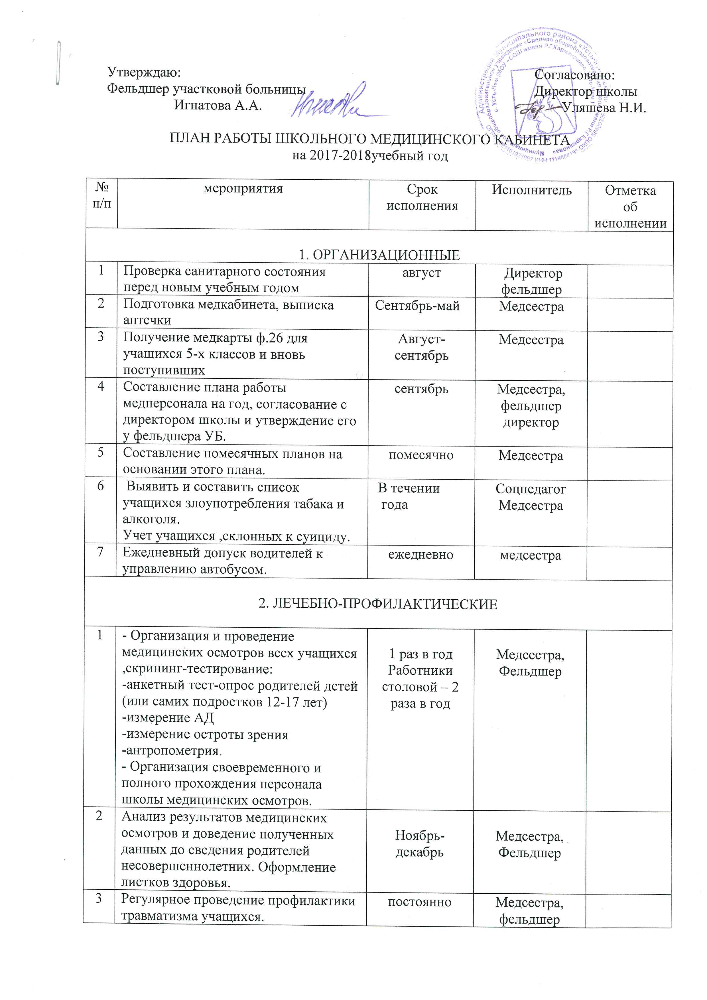 Утверждаю:
Фельдшер участковой больницы
Игнатова А.А.
Согласовано:
Директор школы
Уляшева Н.И.
ПЛАН РАБОТЫ ШКОЛЬНОГО МЕДИЦИНСКОГО КАБИНЕТА
на 2017-2018учебный год
№
п/п
мероприятия
Срок
исполнения
Исполнитель
Отметка
об
исполнении
1. ОРГАНИЗАЦИОННЫЕ
1
Проверка санитарного состояния
перед новым учебным годом
август
Директор
фельдшер
2
Подготовка медкабинета, выписка
аптечки
Сентябрь-май
Медсестра
3
Получение медкарты ф.26 для
учащихся 5-х классов и вновь
поступивших
Август-
сентябрь
Медсестра
4
Составление плана работы
медперсонала на год, согласование с
директором школы и утверждение его
у фельдшера УБ.
сентябрь
Медсестра,
фельдшер
директор
5
Составление помесячных планов на
основании этого плана.
помесячно
Медсестра
6
Выявить и составить список
учащихся злоупотребления табака и
алкоголя.
Учет учащихся ,склонных к суициду.
В течении
года
Соцпедагог
Медсестра
7
Ежедневный допуск водителей к
управлению автобусом.
ежедневно
медсестра
2. ЛЕЧЕБНО-ПРОФИЛАКТИЧЕСКИЕ
1
- Организация и проведение
медицинских осмотров всех учащихся
,скрининг-тестирование:
-анкетный тест-опрос родителей детей
(или самих подростков 12-17 лет)
-измерение АД
-измерение остроты зрения
-антропометрия.
- Организация своевременного и
полного прохождения персонала
школы медицинских осмотров.
1 раз в год
Работники
столовой – 2
раза в год
Медсестра,
Фельдшер
2
Анализ результатов медицинских
осмотров и доведение полученных
данных до сведения родителей
несовершеннолетних. Оформление
листков здоровья.
Ноябрь-
декабрь
Медсестра,
Фельдшер
3
Регулярное проведение профилактики
травматизма учащихся.
постоянно
Медсестра,
фельдшер